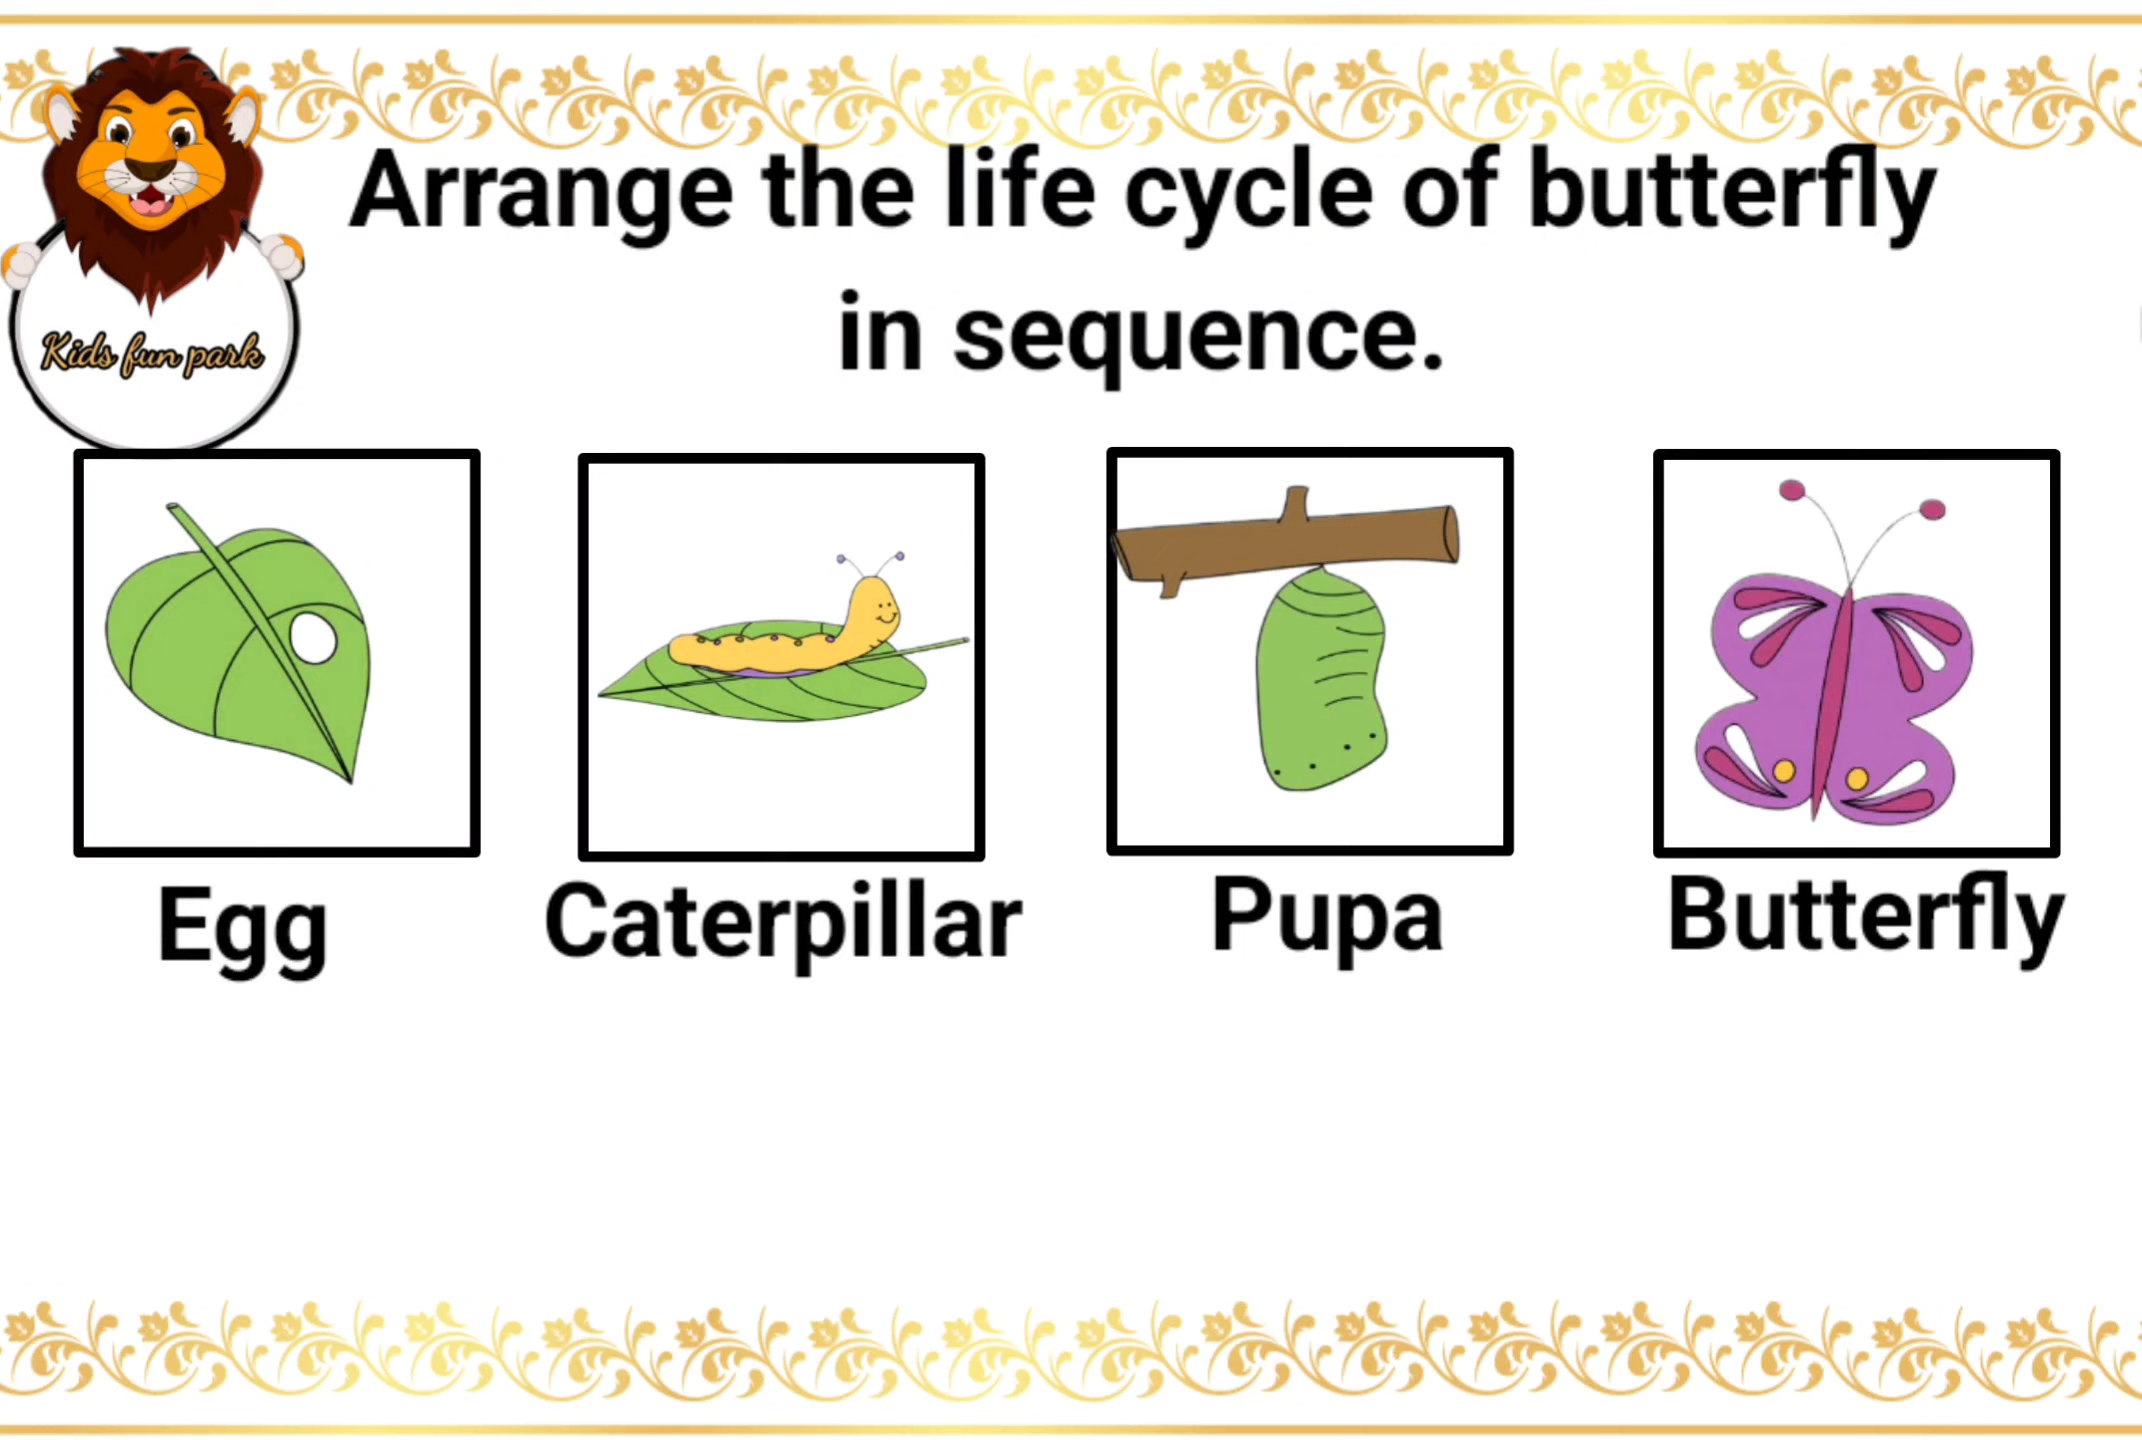 Arrange the life cycle of butterfly
in sequence.
Kids fun park
Egg Caterpillar Pupa Butterfly